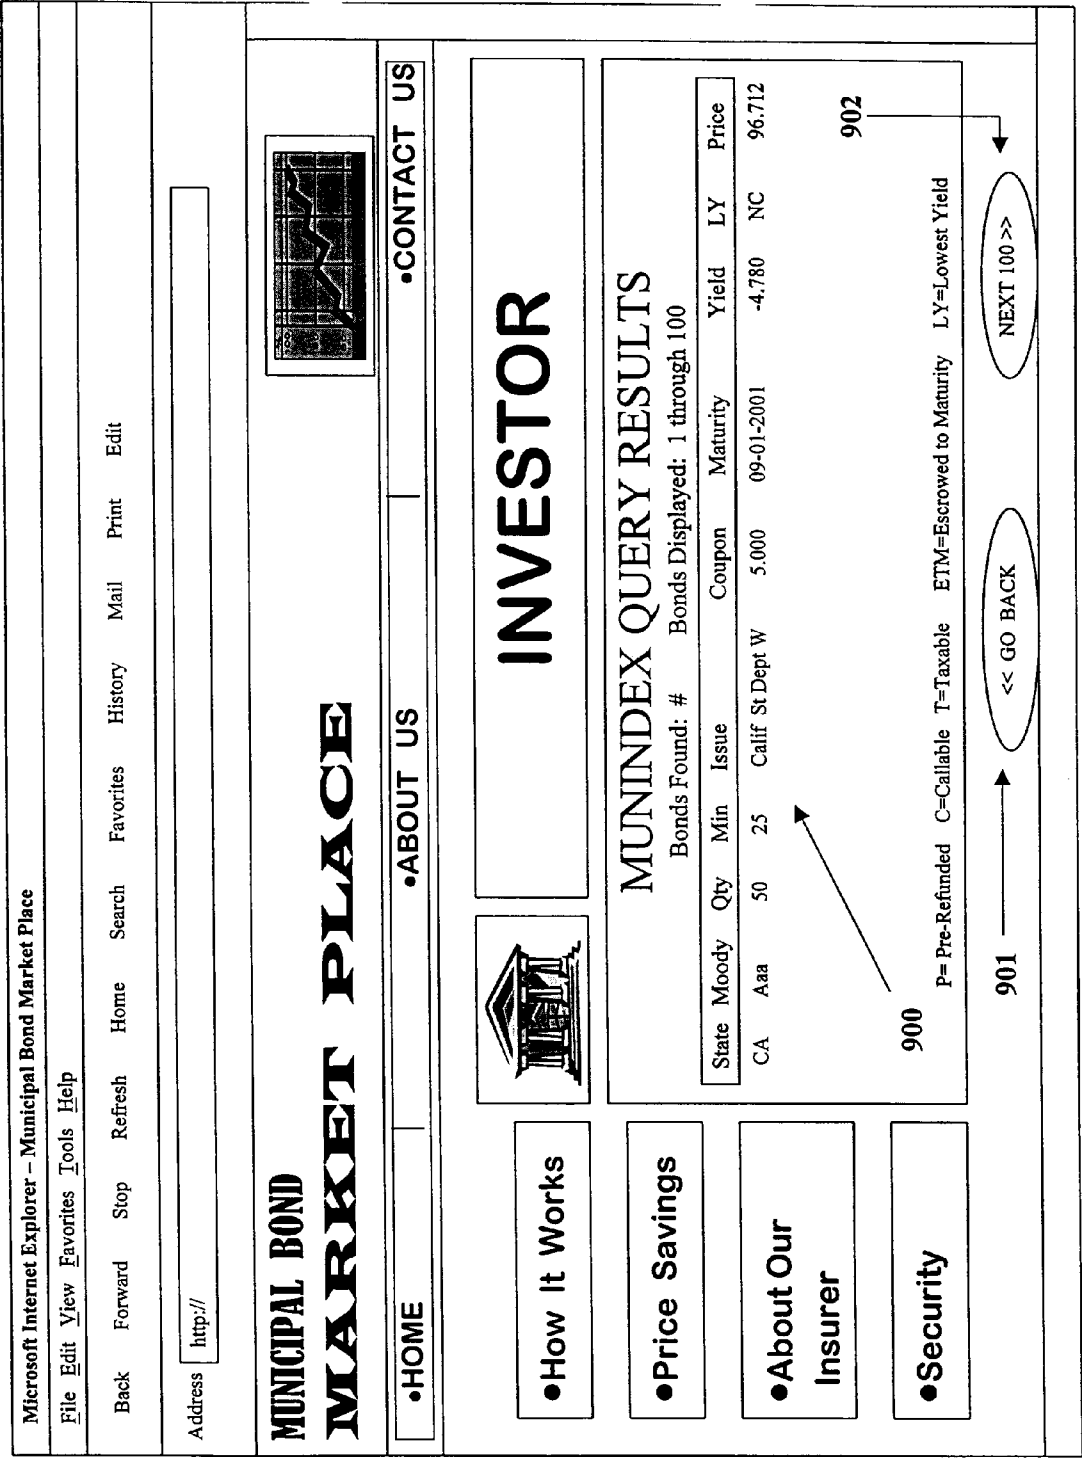 Microsoft Internet Explorer – Municipal Bond Market Place
File Edit View Favorites Tools Help
Back Forward Stop Refresh Home Search Favorites History Mail Print Edit
Address http://
MUNICIPAL BOND
MARKET PLACE
•HOME •ABOUT US •CONTACT US
INVESTOR
•How It Works
•Price Savings
•About Our
Insurer
•Security
MUNINDEX QUERY RESULTS
Bonds Found: # Bonds Displayed: 1 through 100
State Moody Qty Min Issue Coupon Maturity Yield LY Price
CA Aaa 50 25 Calif St Dept W 5.000 09-01-2001 -4.780 NC 96.712
900
902
P= Pre-Refunded C=Callable T=Taxable ETM=Escrowed to Maturity LY=Lowest Yield
901
<< GO BACK
NEXT 100 >>